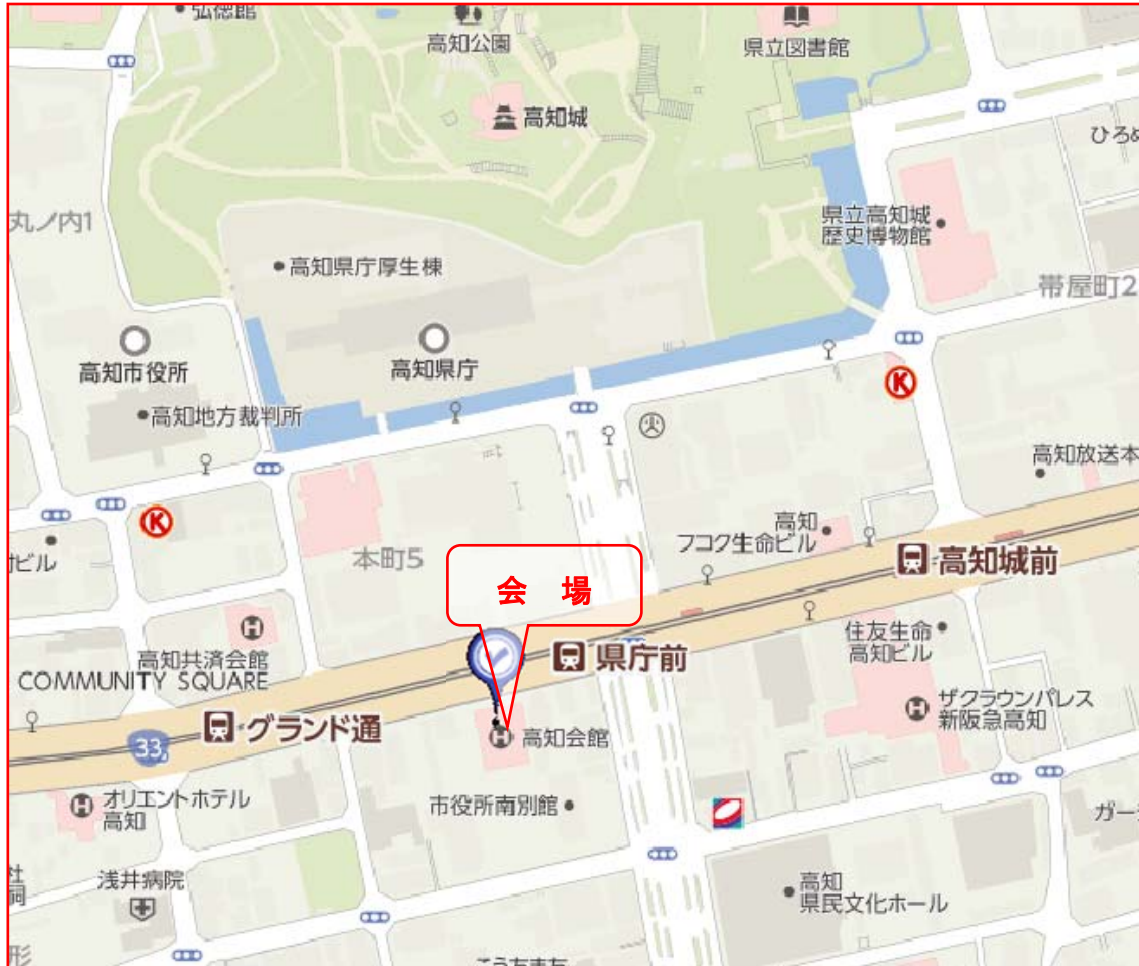 弘徳館
高知公園
県立図書館
高知城
ひろめ
丸ノ内1
県立高知城
歴史博物館
高知県庁厚生棟
帯屋町2
高知市役所
高知県庁
高知地方裁判所
K
高知放送本
K
高知
フコク生命ビル
ビル
本町5
高知城前
会 場
H
高知共済会館
COMMUNITY SQUARE
県庁前
住友生命
高知ビル
グランド通
33
H
高知会館
H
ザクラウンパレス
新阪急高知
H
オリエントホテル
高知
市役所南別館
ガー
浅井病院
高知
県民文化ホール
形